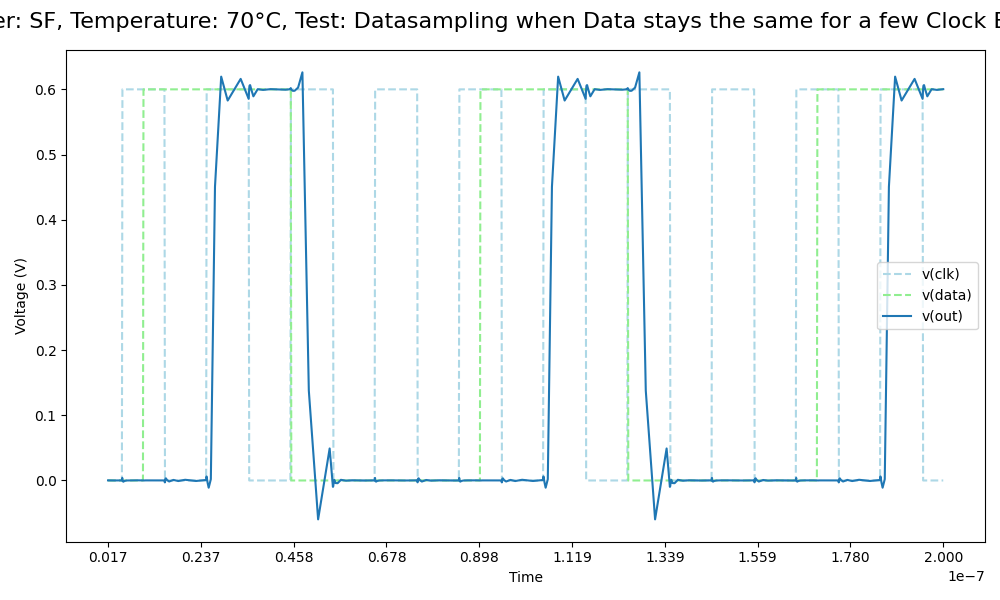 er: SF, Temperature: 70°C, Test: Datasampling when Data stays the same for a few Clock E
0.6
0.5
0.4
0.3
0.2
0.1
0.0
Voltage (V)
v(clk)
v(data)
v(out)
0.017 0.237 0.458 0.678 0.898 1.119 1.339 1.559 1.780 2.000
1e−7
Time